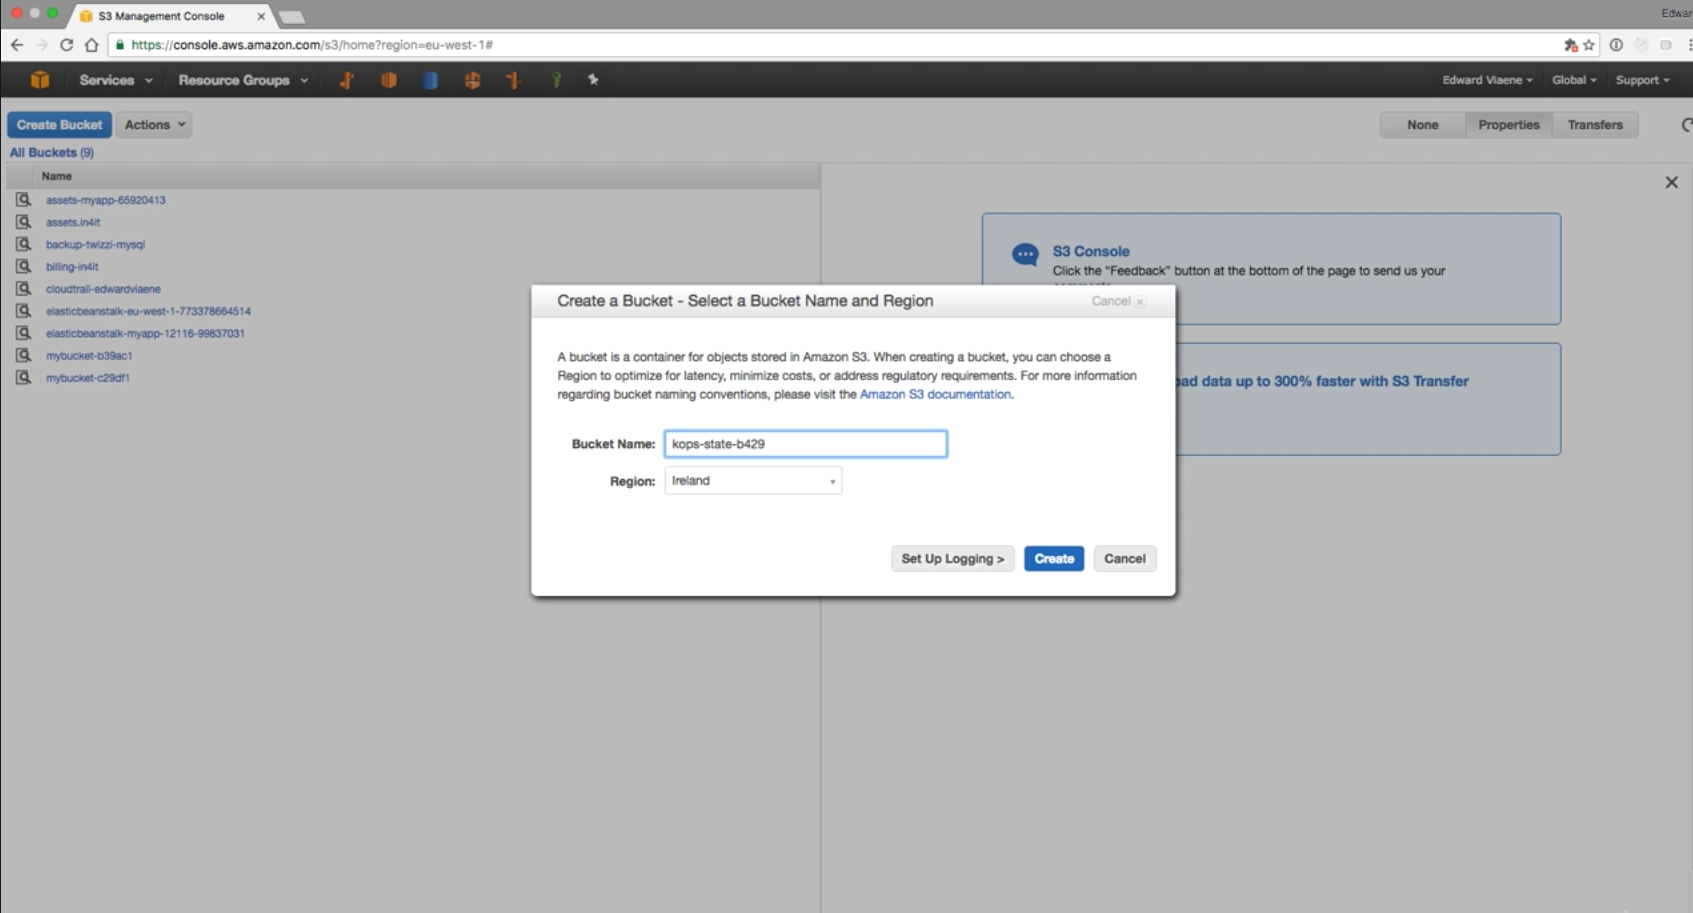 S3 Management Console
Edwar
https://console.aws.amazon.com/s3/home?region=eu-west-1#
Services
Resource Groups
Edward Viaene
Global
Support
Create Bucket
Actions
None
Properties
Transfers
All Buckets (9)
Name
assets-myapp-65920413
assets.in4it
backup-twizzi-mysql
billing-in4it
cloudtrail-edwardviaene
elasticbeanstalk-eu-west-1-773378664514
elasticbeanstalk-myapp-12116-99837031
mybucket-b39ac1
mybucket-c29df1
S3 Console
Click the "Feedback" button at the bottom of the page to send us your
Create a Bucket - Select a Bucket Name and Region
Cancel
A bucket is a container for objects stored in Amazon S3. When creating a bucket, you can choose a
Region to optimize for latency, minimize costs, or address regulatory requirements. For more information
regarding bucket naming conventions, please visit the Amazon S3 documentation.
Bucket Name: kops-state-b429
Region: Ireland
Set Up Logging >
Create
Cancel
oad data up to 300% faster with S3 Transfer